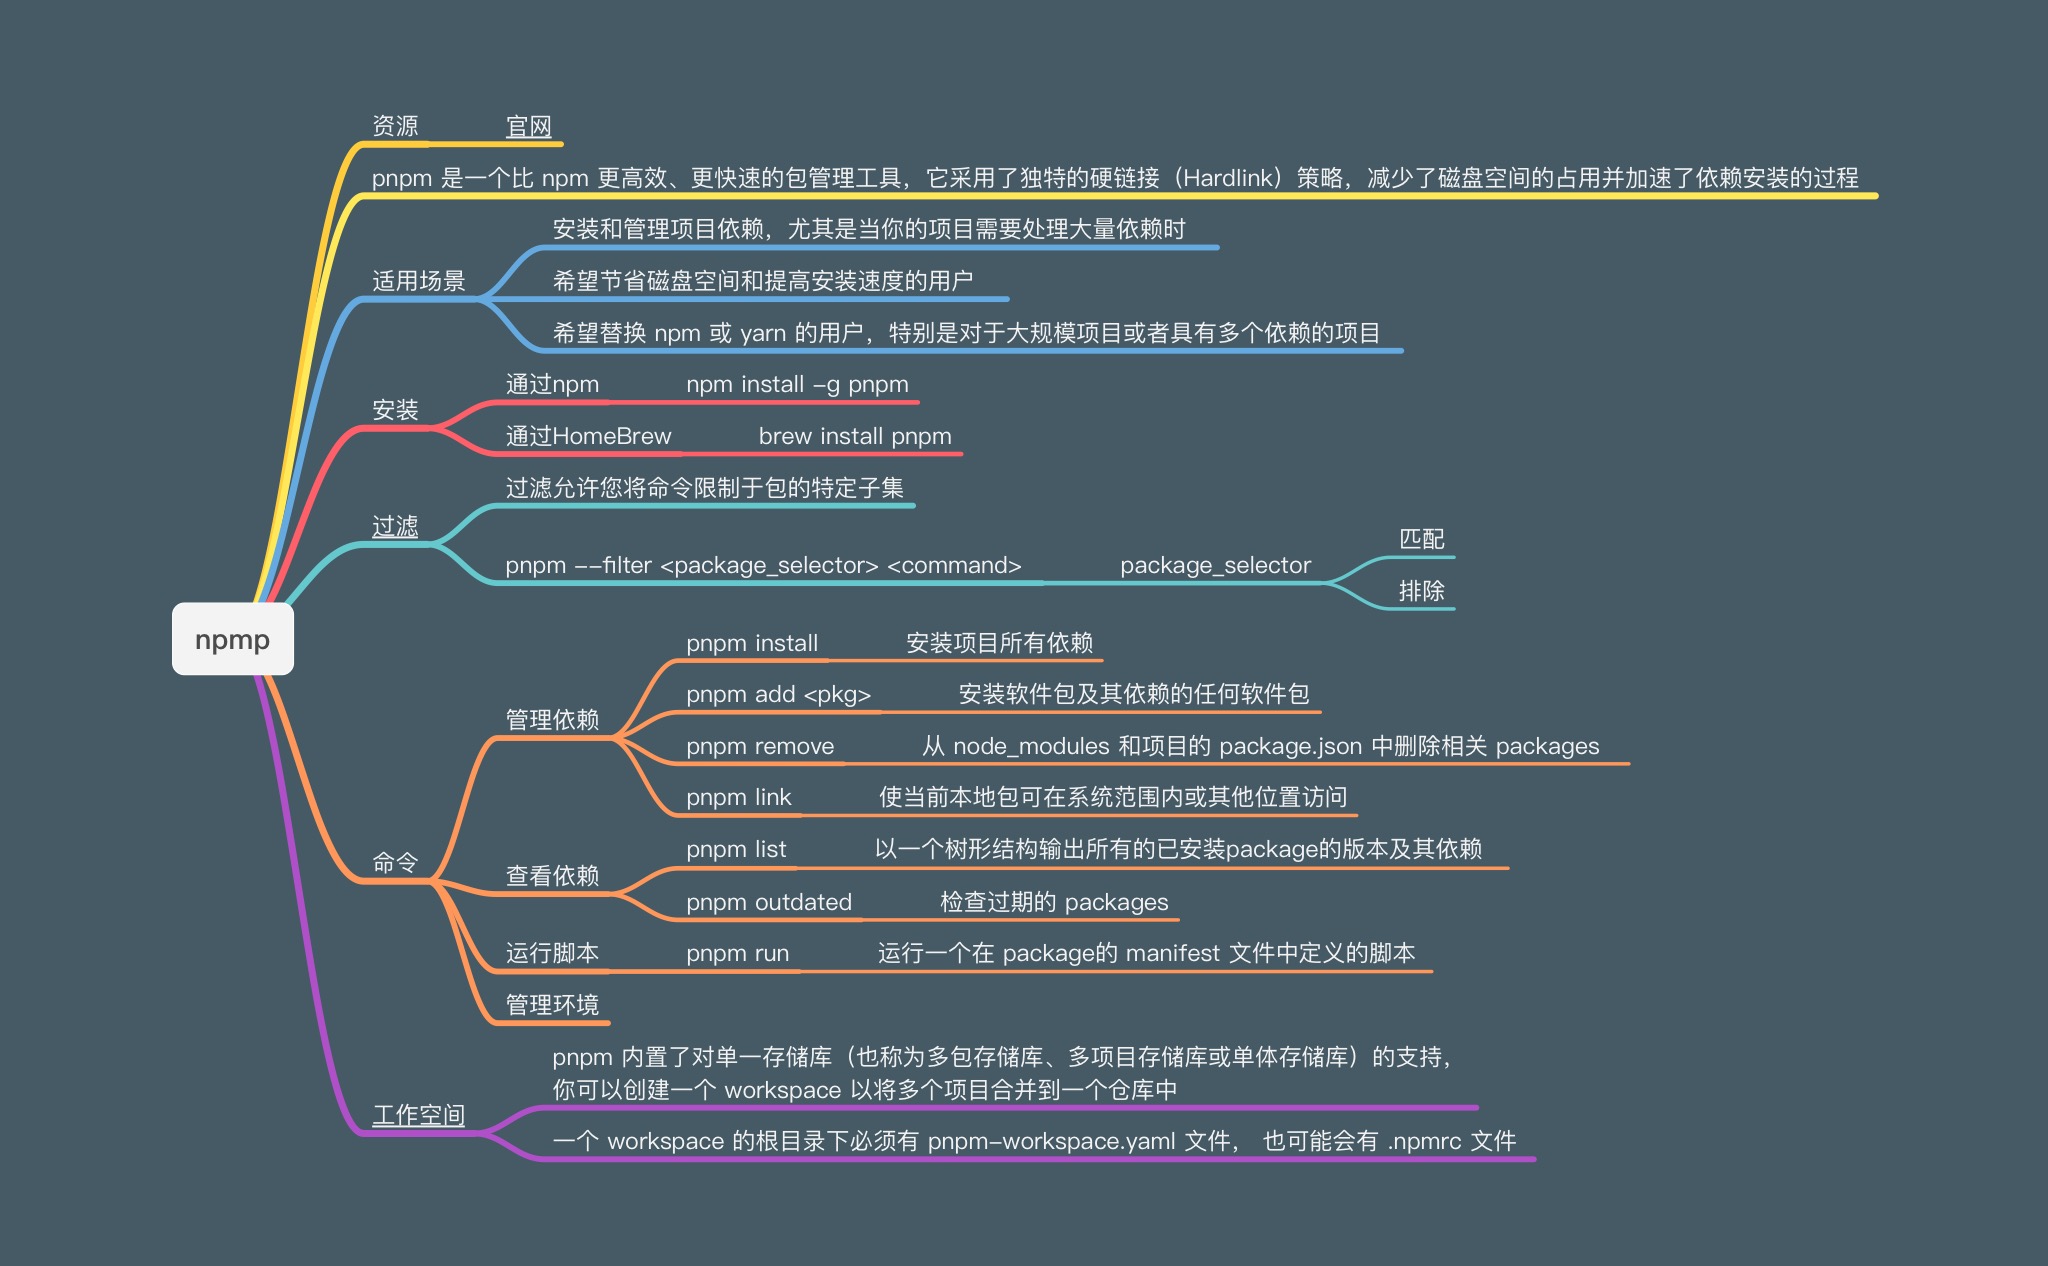 资源
官网
pnpm 是一个比 npm 更高效、更快速的包管理工具，它采用了独特的硬链接（Hardlink）策略，减少了磁盘空间的占用并加速了依赖安装的过程
适用场景
安装和管理项目依赖，尤其是当你的项目需要处理大量依赖时
希望节省磁盘空间和提高安装速度的用户
希望替换 npm 或 yarn 的用户，特别是对于大规模项目或者具有多个依赖的项目
安装
通过npm
npm install -g pnpm
通过HomeBrew
brew install pnpm
过滤
过滤允许您将命令限制于包的特定子集
pnpm --filter <package_selector> <command>
package_selector
匹配
排除
npmp
命令
管理依赖
pnpm install
安装项目所有依赖
pnpm add <pkg>
安装软件包及其依赖的任何软件包
pnpm remove
从 node_modules 和项目的 package.json 中删除相关 packages
pnpm link
使当前本地包可在系统范围内或其他位置访问
查看依赖
pnpm list
以一个树形结构输出所有的已安装package的版本及其依赖
pnpm outdated
检查过期的 packages
运行脚本
pnpm run
运行一个在 package的 manifest 文件中定义的脚本
管理环境
工作空间
pnpm 内置了对单一存储库（也称为多包存储库、多项目存储库或单体存储库）的支持，
你可以创建一个 workspace 以将多个项目合并到一个仓库中
一个 workspace 的根目录下必须有 pnpm-workspace.yaml 文件， 也可能会有 .npmrc 文件